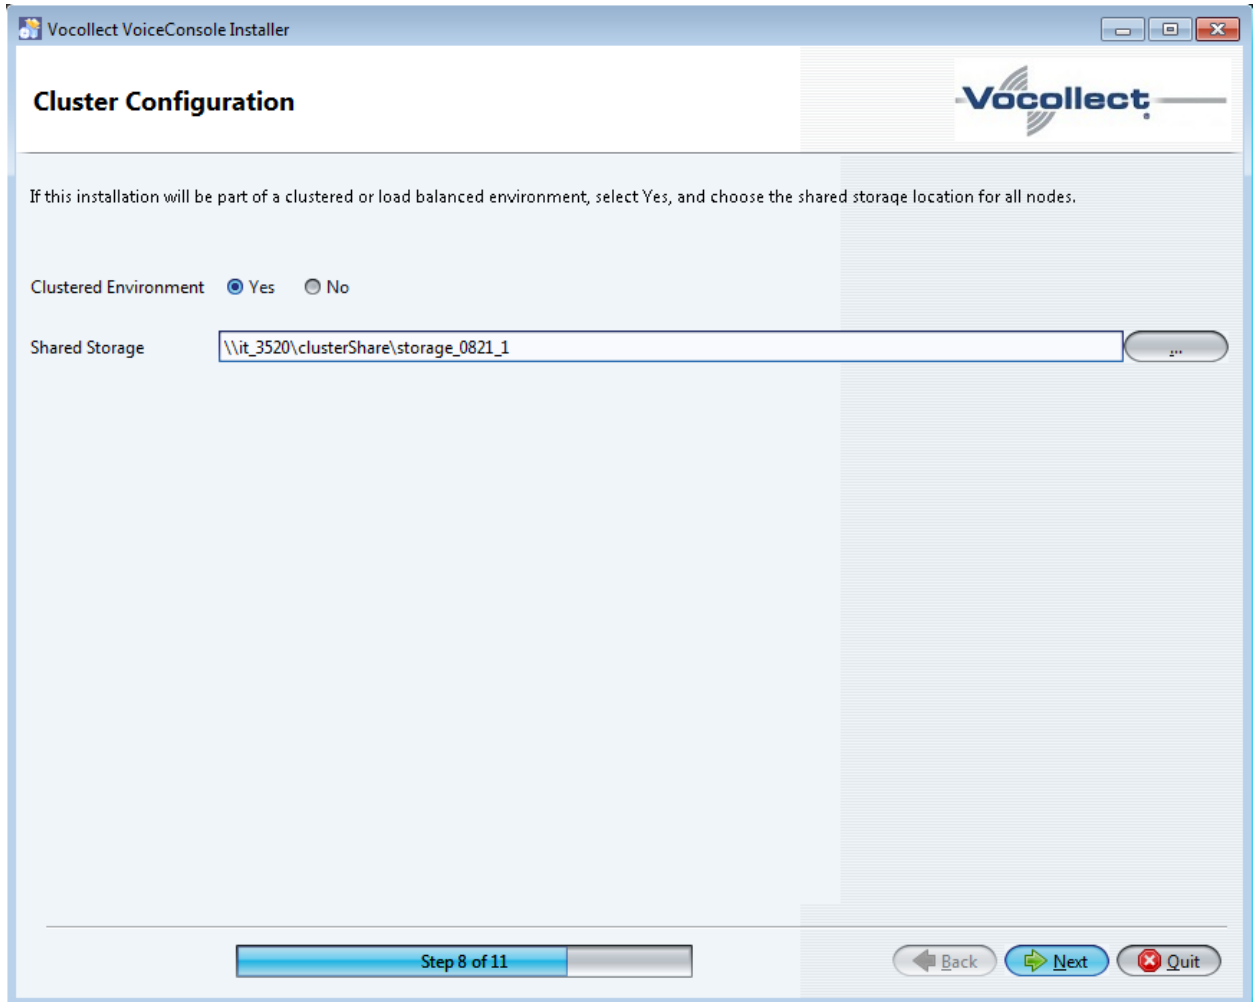 Vocollect VoiceConsole Installer
Cluster Configuration
Vocollect
If this installation will be part of a clustered or load balanced environment, select Yes, and choose the shared storage location for all nodes.
Clustered Environment Yes No
Shared Storage \\it_3520\clusterShare\storage_0821_1 ...
Step 8 of 11 Back Next Quit